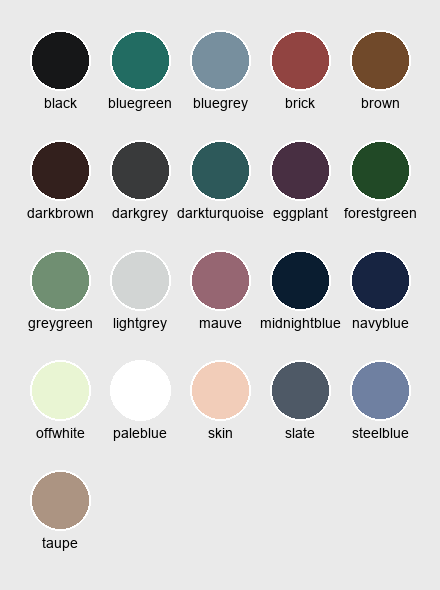 black bluegreen bluegrey brick brown
darkbrown darkgrey darkturquoise eggplant forestgreen
greygreen lightgrey mauve midnightblue navyblue
offwhite paleblue skin slate steelblue
taupe